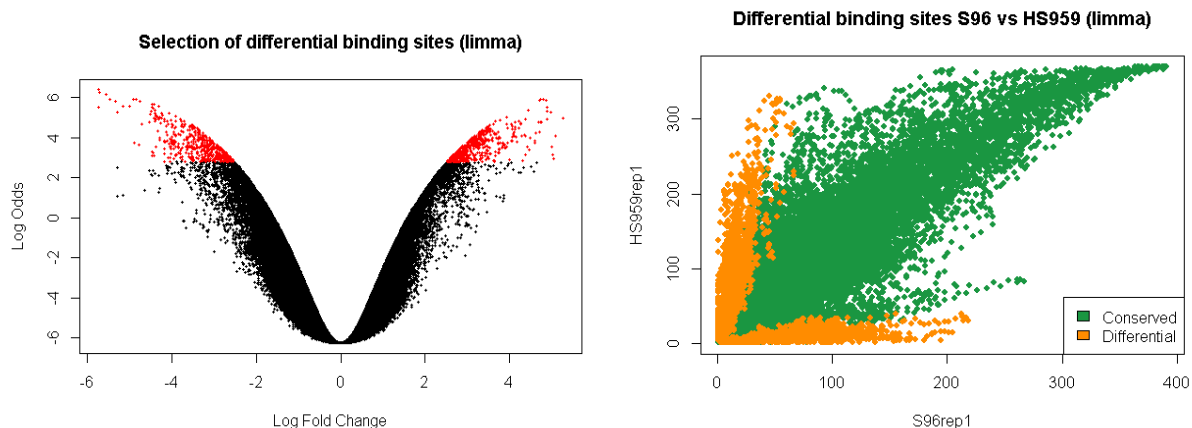 Selection of differential binding sites (limma)
Log Odds
6
4
2
0
-2
-4
-6
-6
-4
-2
0
2
4
Log Fold Change
Differential binding sites S96 vs HS959 (limma)
HS959rep1
300
200
100
0
Conserved
Differential
0
100
200
300
400
S96rep1